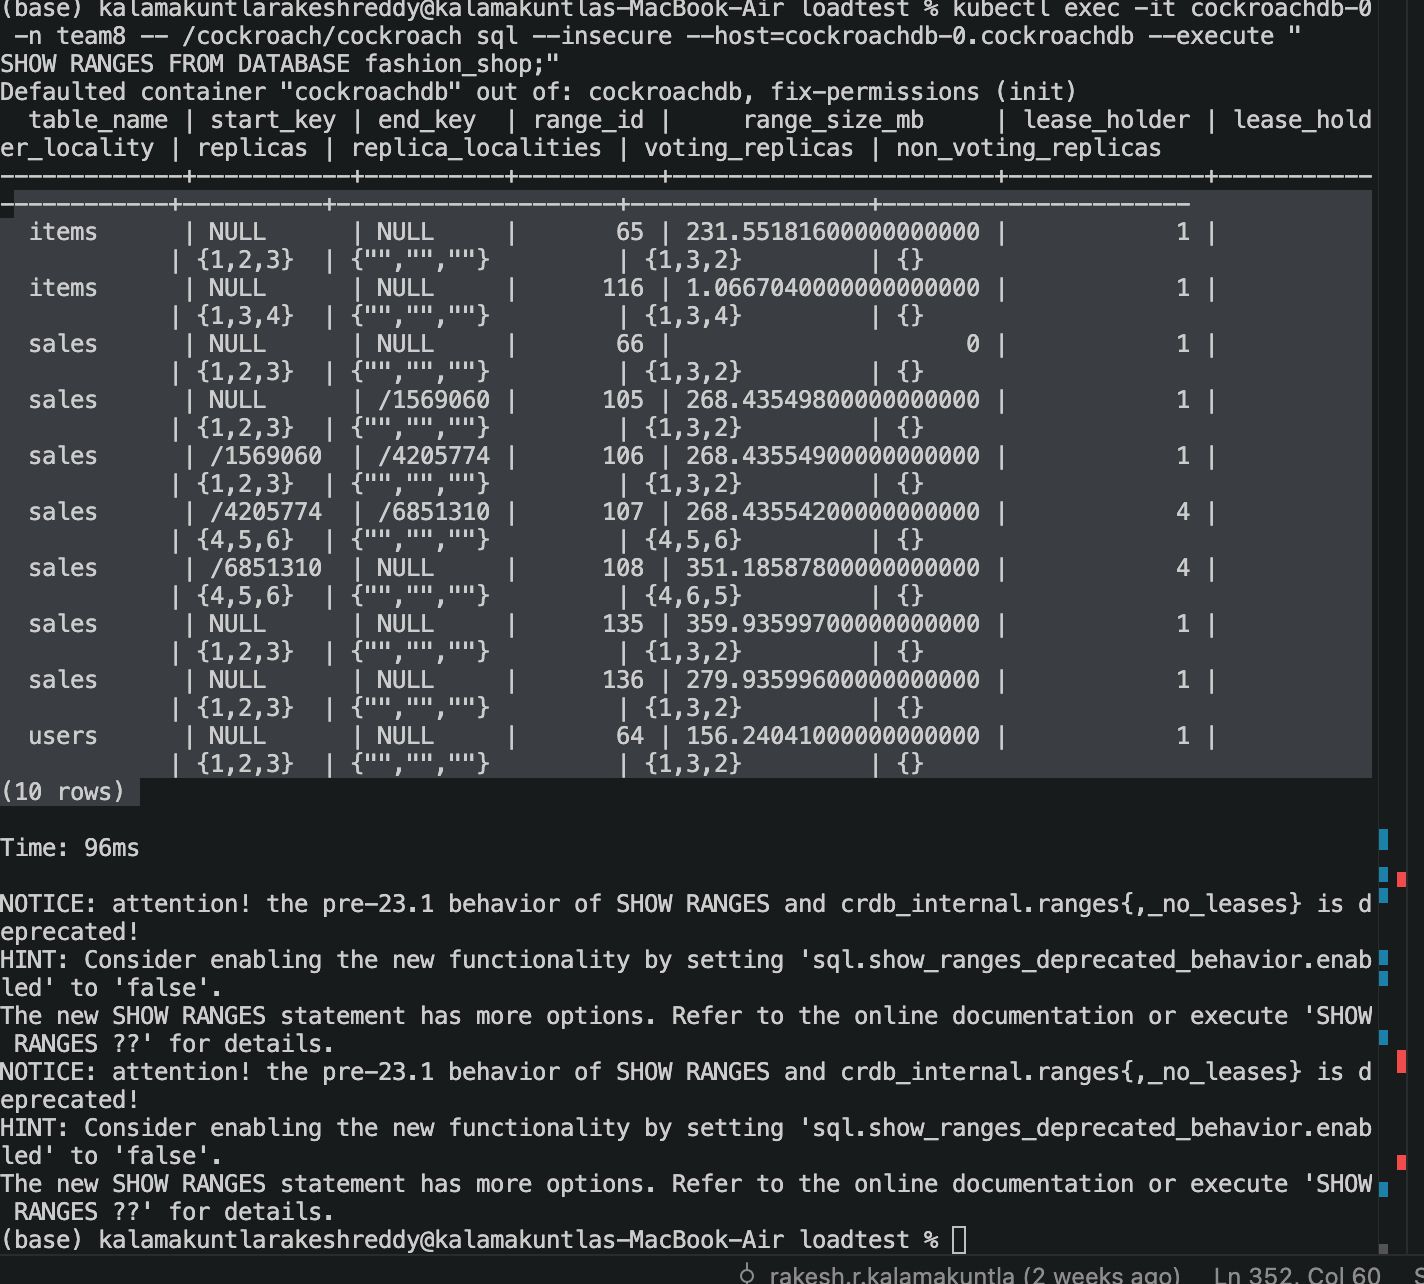 (base) kalamakuntlarakeshreddy@kalamakuntlas-MacBook-Air loadtest % kubectl exec -it cockroachdb-0
 -n team8 -- /cockroach/cockroach sql --insecure --host=cockroachdb-0.cockroachdb --execute "
SHOW RANGES FROM DATABASE fashion_shop;"
Defaulted container "cockroachdb" out of: cockroachdb, fix-permissions (init)
  table_name | start_key | end_key  | range_id |     range_size_mb     | lease_holder | lease_hold
er_locality | replicas | replica_localities | voting_replicas | non_voting_replicas
-------------+-----------+----------+----------+-----------------------+--------------+-----------
------------+----------+--------------------+-----------------+----------------------
  items      | NULL      | NULL     |       65 | 231.5518160000000000 |            1 |
            | {1,2,3}  | {"","",""}         | {1,3,2}         | {}
  items      | NULL      | NULL     |      116 | 1.0667040000000000000 |            1 |
            | {1,3,4}  | {"","",""}         | {1,3,4}         | {}
  sales      | NULL      | NULL     |       66 |                     0 |            1 |
            | {1,2,3}  | {"","",""}         | {1,3,2}         | {}
  sales      | NULL      | /1569060 |      105 | 268.43549800000000000 |            1 |
            | {1,2,3}  | {"","",""}         | {1,3,2}         | {}
  sales      | /1569060  | /4205774 |      106 | 268.43554900000000000 |            1 |
            | {1,2,3}  | {"","",""}         | {1,3,2}         | {}
  sales      | /4205774  | /6851310 |      107 | 268.43554200000000000 |            4 |
            | {4,5,6}  | {"","",""}         | {4,5,6}         | {}
  sales      | /6851310  | NULL     |      108 | 351.18587800000000000 |            4 |
            | {4,5,6}  | {"","",""}         | {4,6,5}         | {}
  sales      | NULL      | NULL     |      135 | 359.93599700000000000 |            1 |
            | {1,2,3}  | {"","",""}         | {1,3,2}         | {}
  sales      | NULL      | NULL     |      136 | 279.93599600000000000 |            1 |
            | {1,2,3}  | {"","",""}         | {1,3,2}         | {}
  users      | NULL      | NULL     |       64 | 156.24041000000000000 |            1 |
            | {1,2,3}  | {"","",""}         | {1,3,2}         | {}
(10 rows)
Time: 96ms
NOTICE: attention! the pre-23.1 behavior of SHOW RANGES and crdb_internal.ranges{,_no_leases} is d
eprecated!
HINT: Consider enabling the new functionality by setting 'sql.show_ranges_deprecated_behavior.enab
led' to 'false'.
The new SHOW RANGES statement has more options. Refer to the online documentation or execute 'SHOW
 RANGES ??' for details.
NOTICE: attention! the pre-23.1 behavior of SHOW RANGES and crdb_internal.ranges{,_no_leases} is d
eprecated!
HINT: Consider enabling the new functionality by setting 'sql.show_ranges_deprecated_behavior.enab
led' to 'false'.
The new SHOW RANGES statement has more options. Refer to the online documentation or execute 'SHOW
 RANGES ??' for details.
(base) kalamakuntlarakeshreddy@kalamakuntlas-MacBook-Air loadtest %
rakesh.r.kalamakuntla (2 weeks ago) Ln 352, Col 60